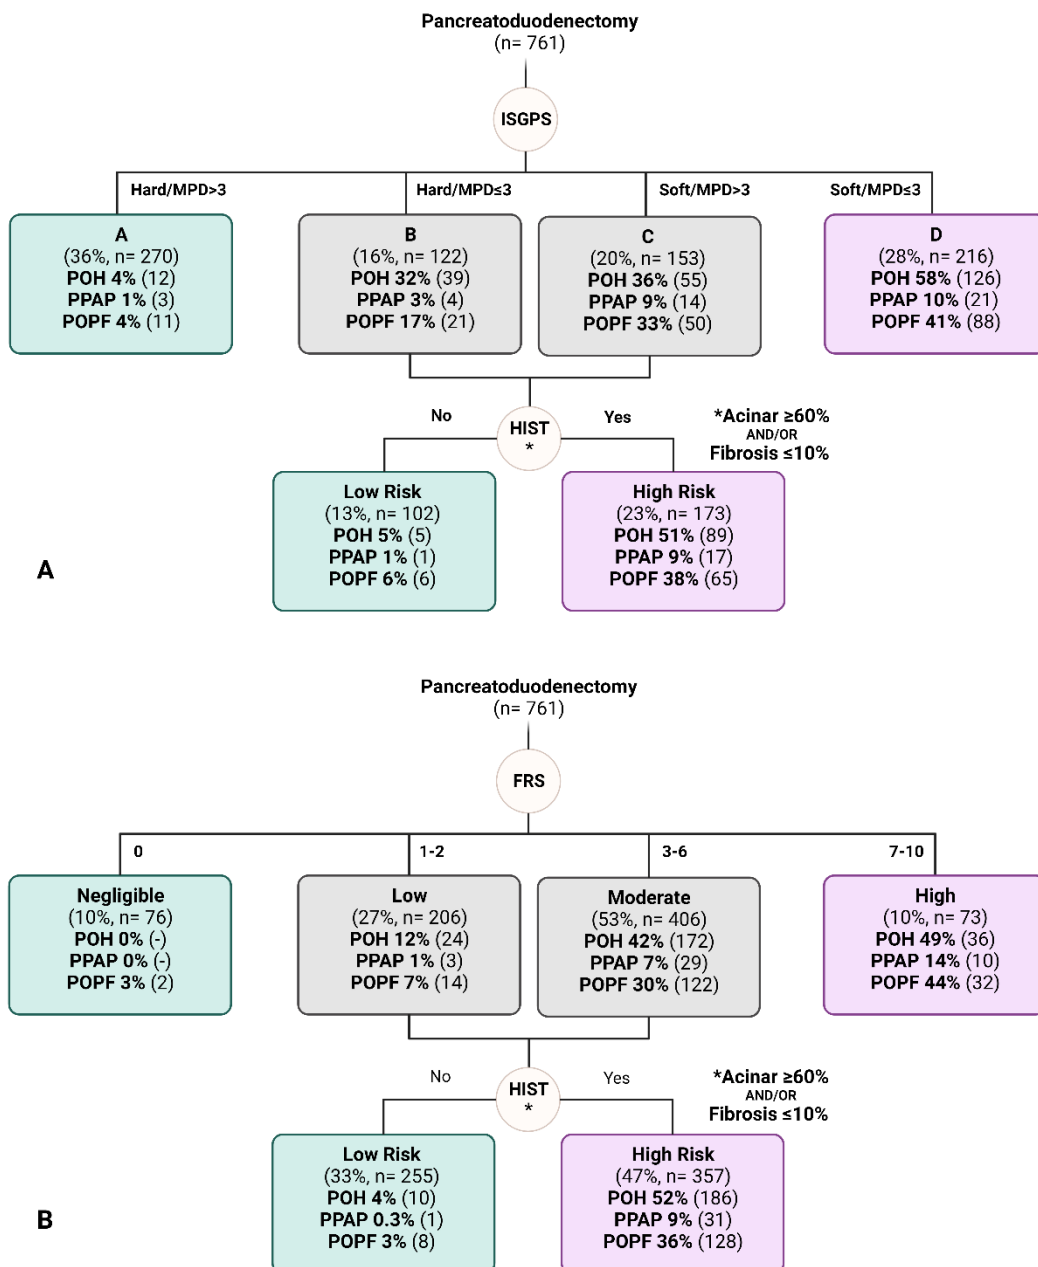 Pancreatoduodenectomy
(n= 761)
ISGPS
Hard/MPD>3
Hard/MPD≤3
Soft/MPD>3
Soft/MPD≤3
A
(36%, n= 270)
POH 4% (12)
PPAP 1% (3)
POPF 4% (11)
B
(16%, n= 122)
POH 32% (39)
PPAP 3% (4)
POPF 17% (21)
C
(20%, n= 153)
POH 36% (55)
PPAP 9% (14)
POPF 33% (50)
D
(28%, n= 216)
POH 58% (126)
PPAP 10% (21)
POPF 41% (88)
No
HIST
*
Yes
*Acinar ≥60%
AND/OR
Fibrosis ≤10%
Low Risk
(13%, n= 102)
POH 5% (5)
PPAP 1% (1)
POPF 6% (6)
High Risk
(23%, n= 173)
POH 51% (89)
PPAP 9% (17)
POPF 38% (65)
A
Pancreatoduodenectomy
(n= 761)
FRS
0
1-2
3-6
7-10
Negligible
(10%, n= 76)
POH 0% (-)
PPAP 0% (-)
POPF 3% (2)
Low
(27%, n= 206)
POH 12% (24)
PPAP 1% (3)
POPF 7% (14)
Moderate
(53%, n= 406)
POH 42% (172)
PPAP 7% (29)
POPF 30% (122)
High
(10%, n= 73)
POH 49% (36)
PPAP 14% (10)
POPF 44% (32)
No
HIST
*
Yes
*Acinar ≥60%
AND/OR
Fibrosis ≤10%
Low Risk
(33%, n= 255)
POH 4% (10)
PPAP 0.3% (1)
POPF 3% (8)
High Risk
(47%, n= 357)
POH 52% (186)
PPAP 9% (31)
POPF 36% (128)
B